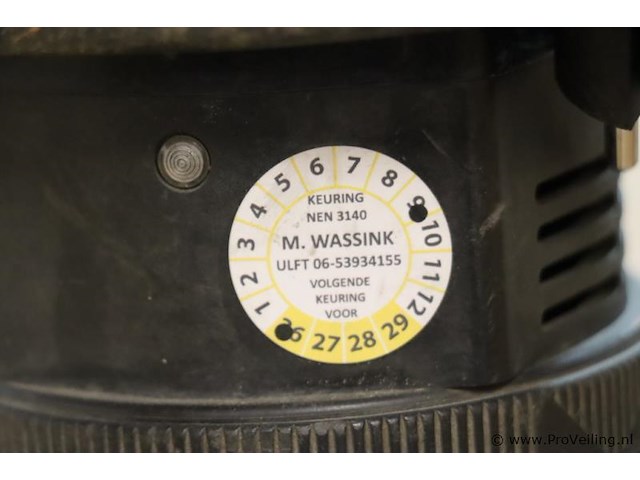 KEURING
NEN 3140
M. WASSINK
ULFT 06-53934155
VOLGENDE
KEURING
VOOR
1 2 3 4 5 6 7 8 9 10 11 12
26 27 28 29
© www.ProVeiling.nl